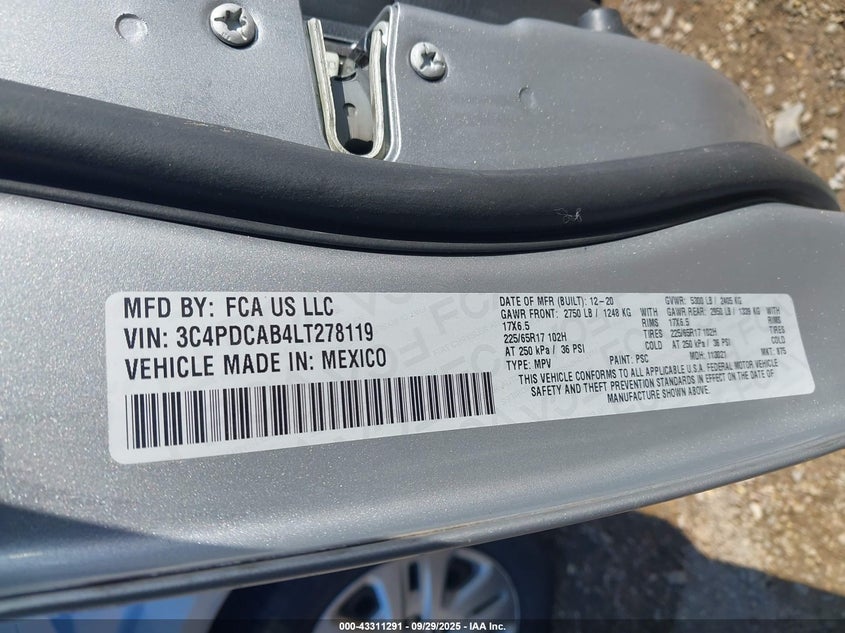 MFD BY: FCA US LLC
VIN: 3C4PDCAB4LT278119
VEHICLE MADE IN: MEXICO
DATE OF MFR (BUILT): 12-20 GVWR: 5300 LB / 2405 KG
GAWR FRONT: 2750 LB / 1248 KG GAWR REAR: 2950 LB / 1339 KG
17X6.5 RIMS 17X6.5 RIMS
225/65R17 102H 225/65R17 102H
AT 250 kPa / 36 PSI COLD AT 250 kPa / 36 PSI COLD
TYPE: MPV PAINT: PSC MDH: 113021 MKT: 875
THIS VEHICLE CONFORMS TO ALL APPLICABLE U.S.A. FEDERAL MOTOR VEHICLE
SAFETY AND THEFT PREVENTION STANDARDS IN EFFECT ON THE DATE OF
MANUFACTURE SHOWN ABOVE.
000-43311291 - 09/29/2025 - IAA Inc.